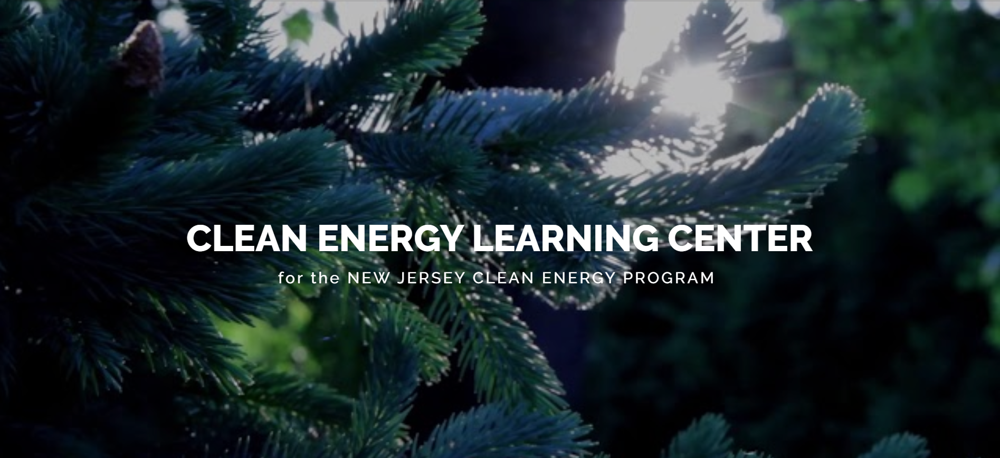 CLEAN ENERGY LEARNING CENTER
for the NEW JERSEY CLEAN ENERGY PROGRAM